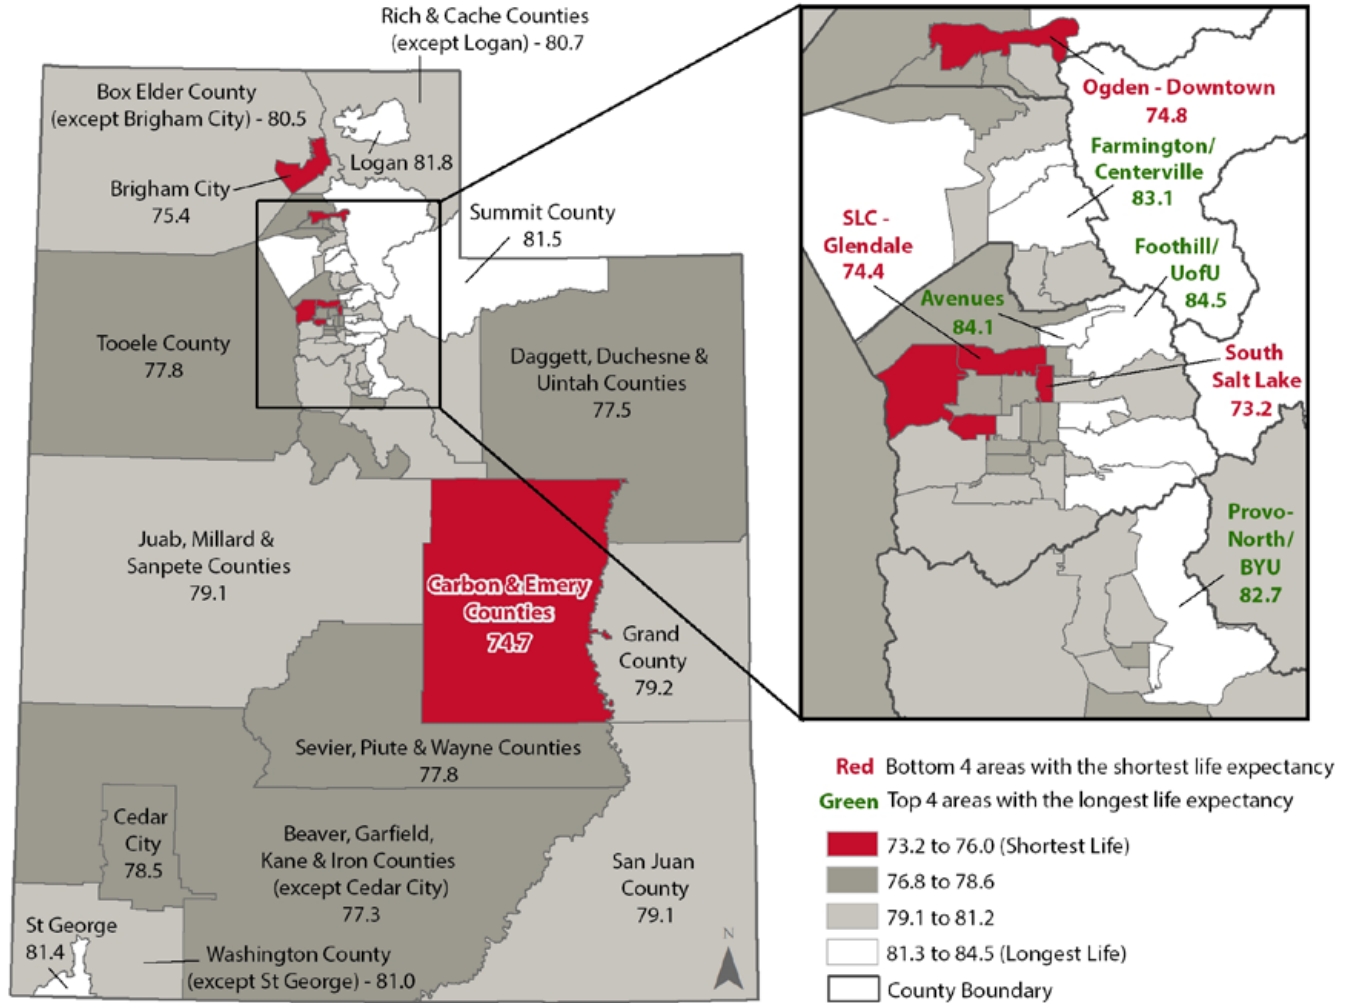 Rich & Cache Counties
(except Logan) - 80.7
Box Elder County
(except Brigham City) - 80.5
Logan 81.8
Brigham City
75.4
Summit County
81.5
Tooele County
77.8
Daggett, Duchesne &
Uintah Counties
77.5
Juab, Millard &
Sanpete Counties
79.1
Carbon & Emery
Counties
74.7
Grand
County
79.2
Sevier, Piute & Wayne Counties
77.8
Cedar
City
78.5
Beaver, Garfield,
Kane & Iron Counties
(except Cedar City)
77.3
San Juan
County
79.1
St George
81.4
Washington County
(except St George) - 81.0
N
Ogden - Downtown
74.8
Farmington/
Centerville
83.1
SLC -
Glendale
74.4
Foothill/
UofU
84.5
Avenues
84.1
South
Salt Lake
73.2
Provo-
North/
BYU
82.7
Red Bottom 4 areas with the shortest life expectancy
Green Top 4 areas with the longest life expectancy
73.2 to 76.0 (Shortest Life)
76.8 to 78.6
79.1 to 81.2
81.3 to 84.5 (Longest Life)
County Boundary